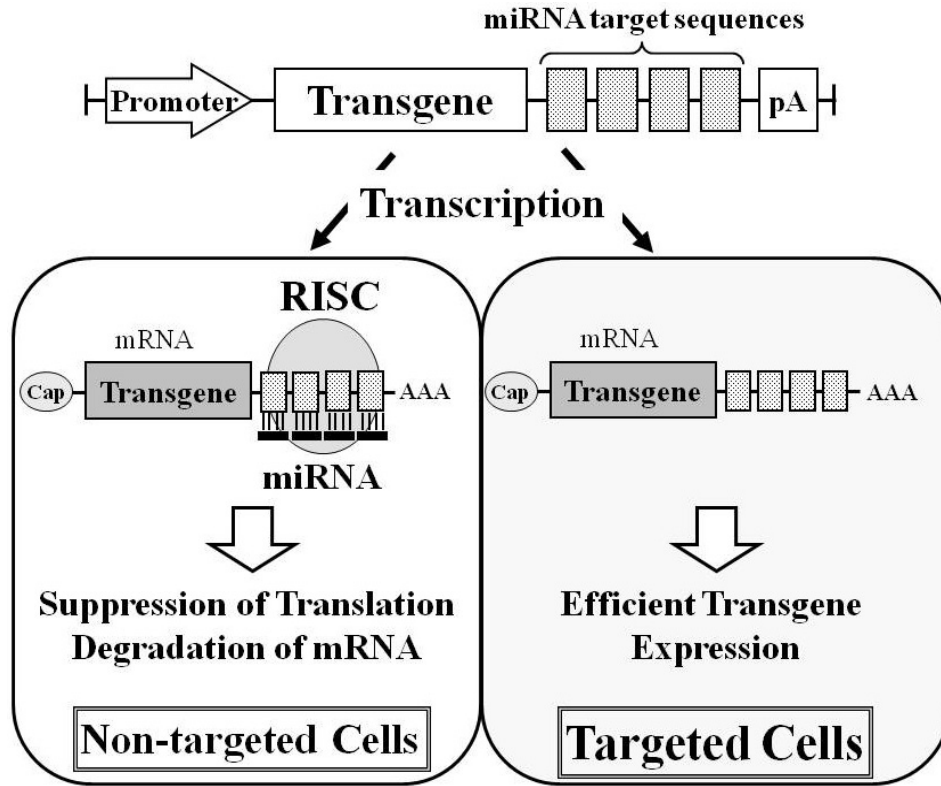 miRNA target sequences
Promoter
Transgene
pA
Transcription
RISC
mRNA
Cap
Transgene
AAA
miRNA
Suppression of Translation
Degradation of mRNA
Non-targeted Cells
mRNA
Cap
Transgene
AAA
Efficient Transgene
Expression
Targeted Cells